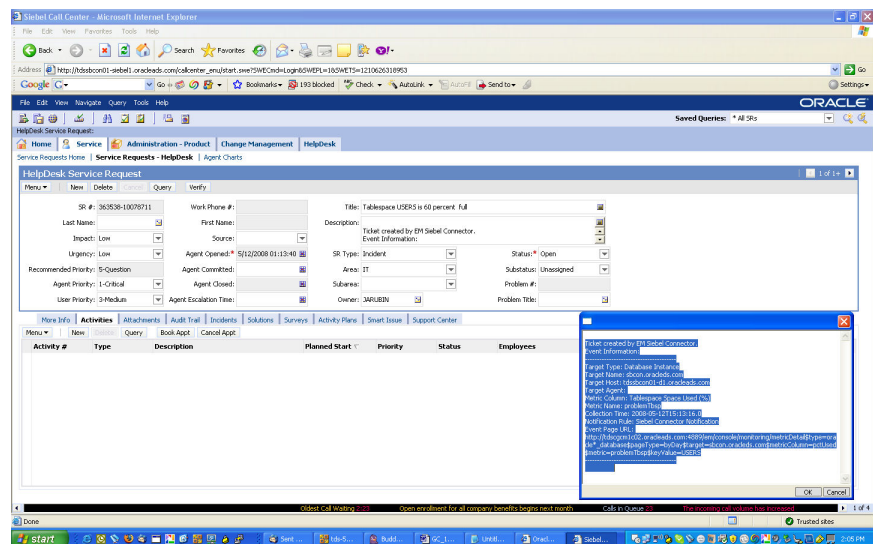 Siebel Call Center - Microsoft Internet Explorer
File Edit View Favorites Tools Help
Back Search Favorites
Address http://tdssbcon01-siebel1.oracleads.com/callcenter_enu/start.swe?SWECmd=Login&SWEPL=1&SWETS=1210626318953 Go
Google G Go Bookmarks 193 blocked Check AutoLink AutoFill Send to Settings
File Edit View Navigate Query Tools Help ORACLE
Saved Queries: * All SRs
HelpDesk Service Request:
Home Service Administration - Product Change Management HelpDesk
Service Requests Home Service Requests - HelpDesk Agent Charts
HelpDesk Service Request 1 of 1+
Menu New Delete Cancel Query Verify
SR #: 363538-10078711 Work Phone #: Title: Tablespace USERS is 60 percent full
Last Name: First Name: Description: Ticket created by EM Siebel Connector.
Event Information:
Impact: Low Source:
Urgency: Low Agent Opened:* 5/12/2008 01:13:40 SR Type: Incident Status:* Open
Recommended Priority: 5-Question Agent Committed: Area: IT Substatus: Unassigned
Agent Priority: 1-Critical Agent Closed: Subarea: Problem #:
User Priority: 3-Medium Agent Escalation Time: Owner: JARUBIN Problem Title:
More Info Activities Attachments Audit Trail Incidents Solutions Surveys Activity Plans Smart Issue Support Center
Menu New Delete Query Book Appt Cancel Appt
Activity # Type Description Planned Start Priority Status Employees
Ticket created by EM Siebel Connector.
Event Information:
Target Type: Database Instance
Target Name: sbcon.oracleds.com
Target Host: tdssbcon01-d1.oracleads.com
Target Agent:
Metric Column: Tablespace Space Used (%)
Metric Name: problemTbsp
Collection Time: 2008-05-12T15:13:16.0
Notification Rule: Siebel Connector Notification
Event Page URL:
http://tdscgcm1c02.oracleads.com:4889/em/console/monitoring/metricDetail$type=ora
cle*_database$pageType=byDay$target=sbcon.oracleds.com$metricColumn=pctUsed
$metric=problemTbsp$keyValue=USERS
OK Cancel
Oldest Call Waiting 2:23 Open enrollment for all company benefits begins next month Calls in Queue 23 The incoming call volume has increased 1 of 4
Done Trusted sites
start Sent ... tds-5... Budd... GC_1... Untitl... Oracl... Siebel... 2:05 PM